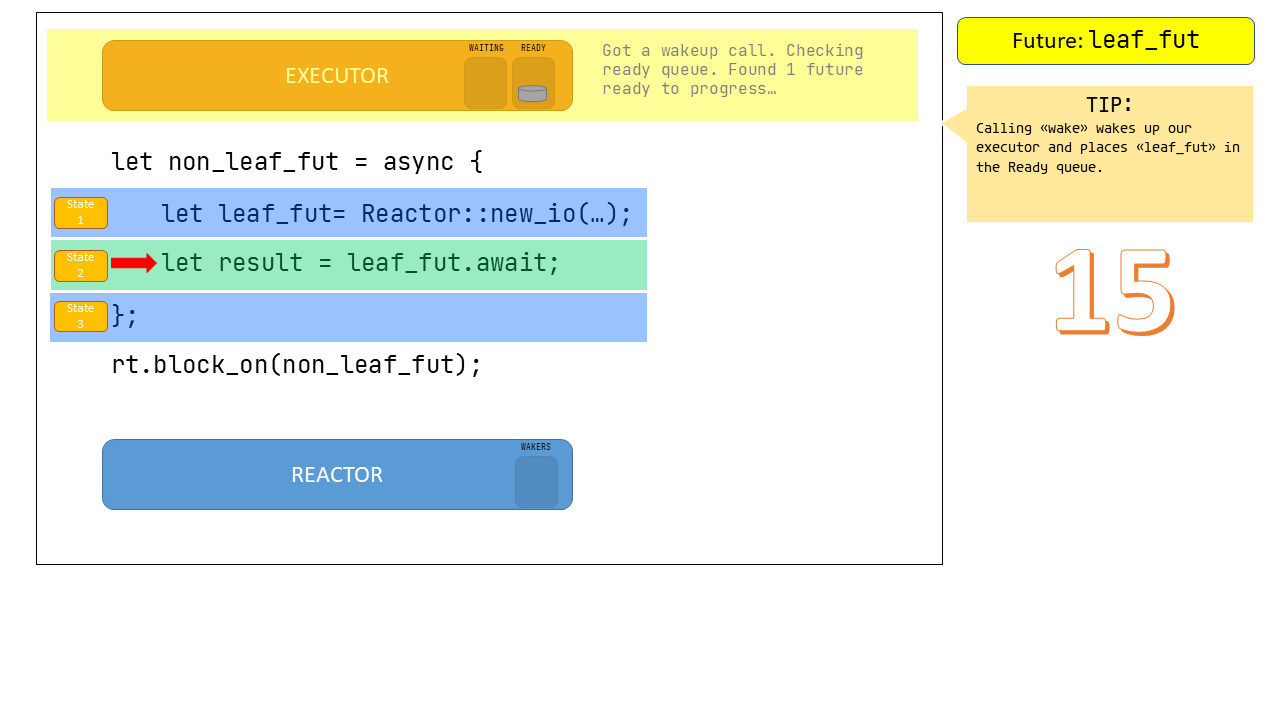 WAITING READY
EXECUTOR
Got a wakeup call. Checking
ready queue. Found 1 future
ready to progress…
Future: leaf_fut
TIP:
Calling «wake» wakes up our
executor and places «leaf_fut» in
the Ready queue.
15
let non_leaf_fut = async {
State
1
let leaf_fut= Reactor::new_io(…);
State
2
let result = leaf_fut.await;
State
3
};
rt.block_on(non_leaf_fut);
WAKERS
REACTOR